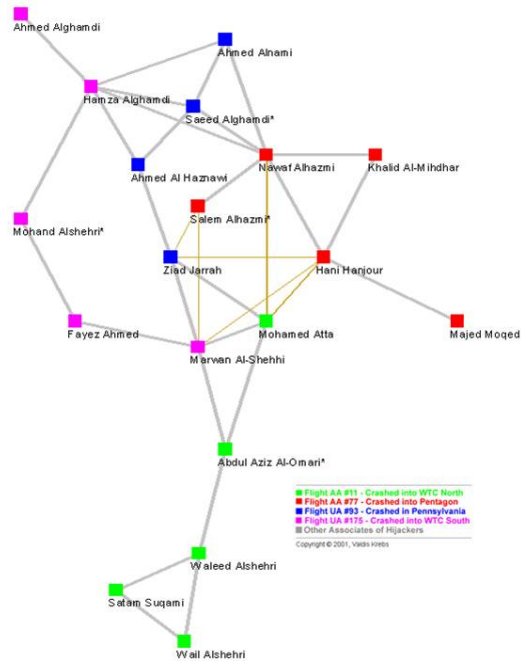 Ahmed Alghamdi
Ahmed Alnami
Hamza Alghamdi
Saeed Alghamdi*
Nawaf Alhazmi
Khalid Al-Mihdhar
Ahmed Al Haznawi
Salem Alhazmi*
Mohand Alshehri*
Ziad Jarrah
Hani Hanjour
Fayez Ahmed
Mohamed Atta
Majed Moqed
Marwan Al-Shehhi
Abdul Aziz Al-Omari*
Flight AA #11 - Crashed into WTC North
Flight AA #77 - Crashed into Pentagon
Flight UA #93 - Crashed in Pennsylvania
Flight UA #175 - Crashed into WTC South
Other Associates of Hijackers
Copyright © 2001, Valdis Krebs
Waleed Alshehri
Satam Suqami
Wail Alshehri